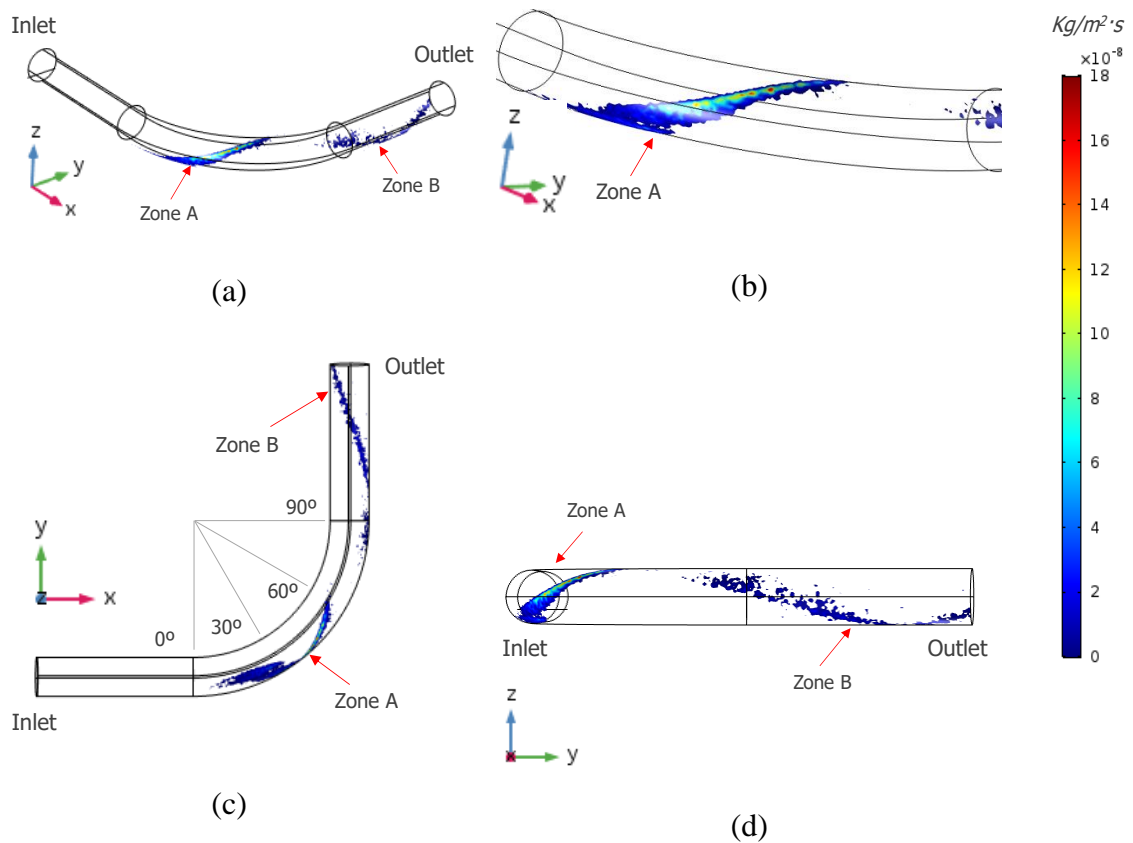 Inlet
Outlet
z
y
x
Zone A
Zone B
(a)
z
y
x
Zone A
(b)
Kg/m²·s
×10⁻⁸
18
16
14
12
10
8
6
4
2
0
Outlet
Zone B
90º
60º
30º
0º
y
z
x
Zone A
Inlet
(c)
Zone A
Inlet
Outlet
Zone B
z
x
y
(d)